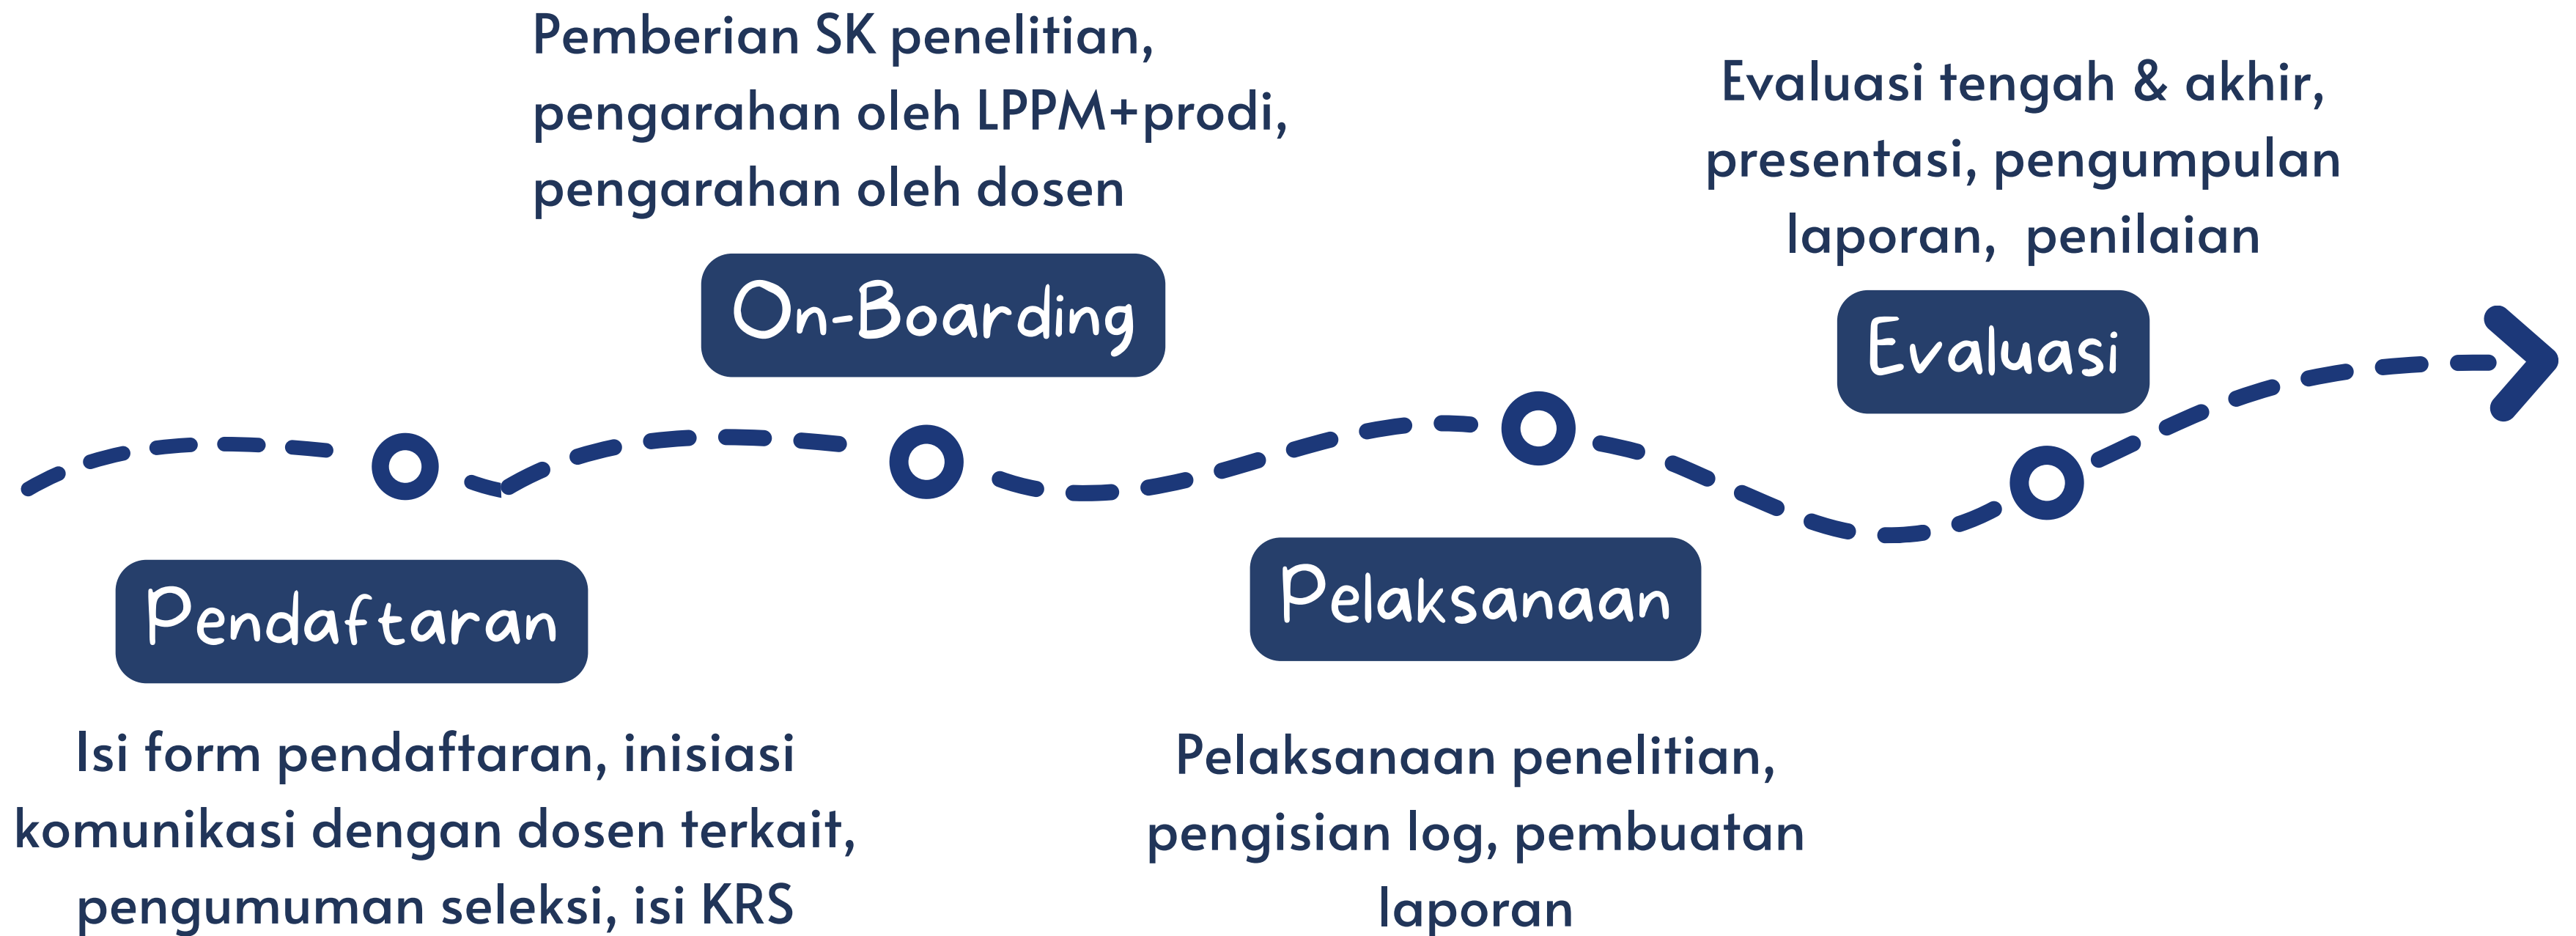 Pemberian SK penelitian,
pengarahan oleh LPPM+prodi,
pengarahan oleh dosen
On-Boarding
Evaluasi tengah & akhir,
presentasi, pengumpulan
laporan,  penilaian
Evaluasi
Pendaftaran
Isi form pendaftaran, inisiasi
komunikasi dengan dosen terkait,
pengumuman seleksi, isi KRS
Pelaksanaan
Pelaksanaan penelitian,
pengisian log, pembuatan
laporan